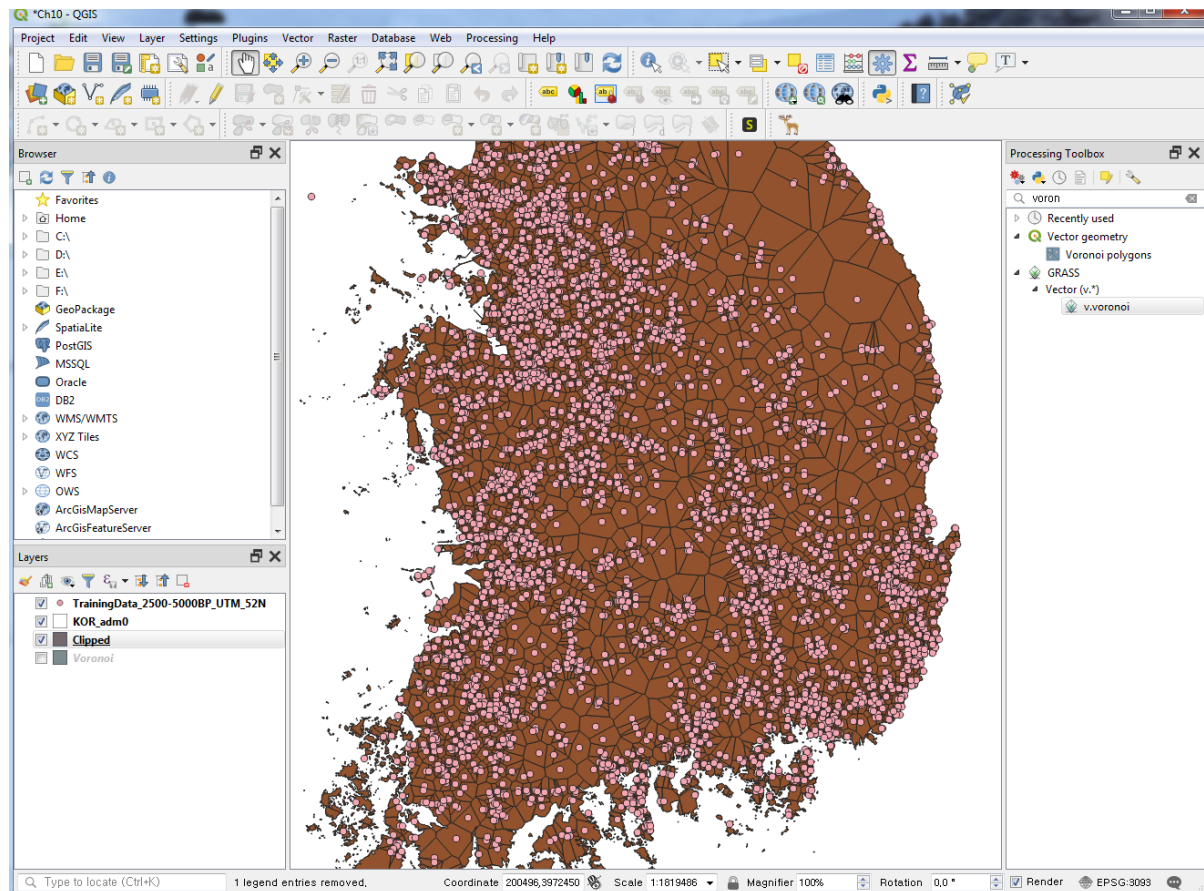 *Ch10 - QGIS
Project Edit View Layer Settings Plugins Vector Raster Database Web Processing Help
Browser
Favorites
Home
C:\
D:\
E:\
F:\
GeoPackage
SpatiaLite
PostGIS
MSSQL
Oracle
DB2 DB2
WMS/WMTS
XYZ Tiles
WCS
WFS
OWS
ArcGisMapServer
ArcGisFeatureServer
Layers
TrainingData_2500-5000BP_UTM_52N
KOR_adm0
Clipped
Voronoi
Processing Toolbox
voron
Recently used
Vector geometry
Voronoi polygons
GRASS
Vector (v.*)
v.voronoi
Type to locate (Ctrl+K) 1 legend entries removed. Coordinate 200496,3972450 Scale 1:1819486 Magnifier 100% Rotation 0,0 ° Render EPSG:3093